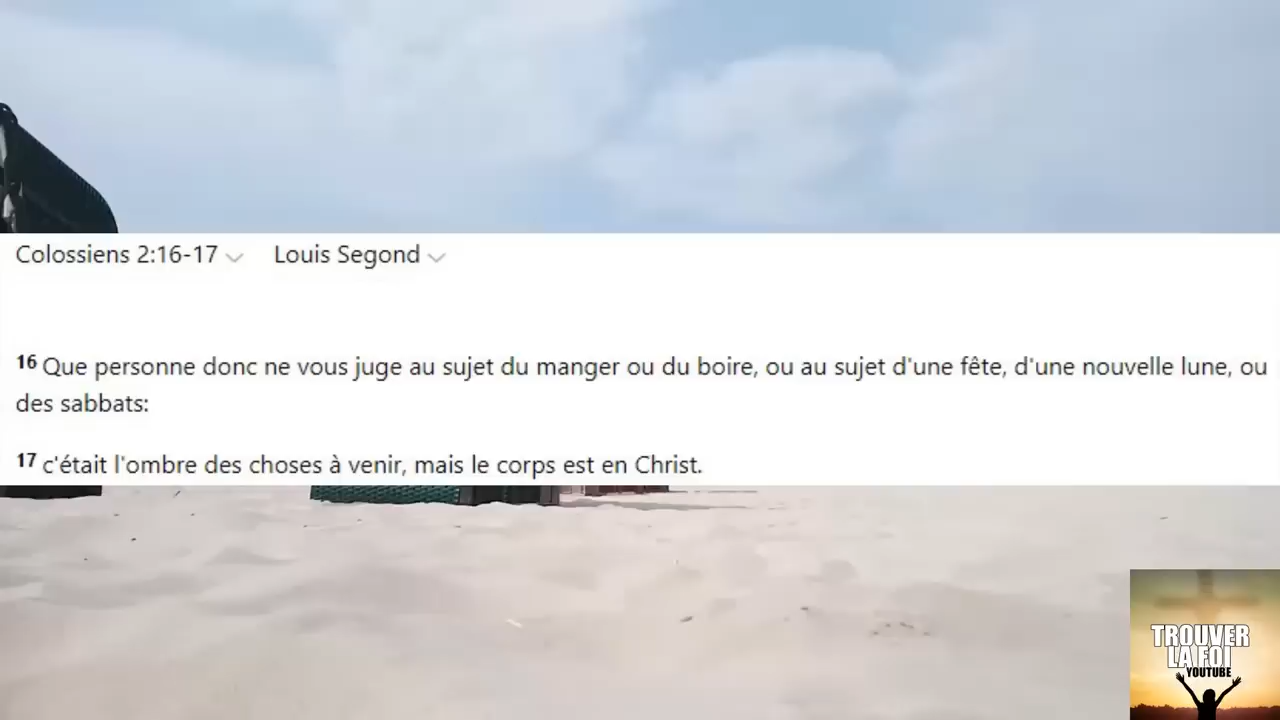 Colossiens 2:16-17 Louis Segond
16 Que personne donc ne vous juge au sujet du manger ou du boire, ou au sujet d'une fête, d'une nouvelle lune, ou
des sabbats:
17 c'était l'ombre des choses à venir, mais le corps est en Christ.
TROUVER
LA FOI
YOUTUBE